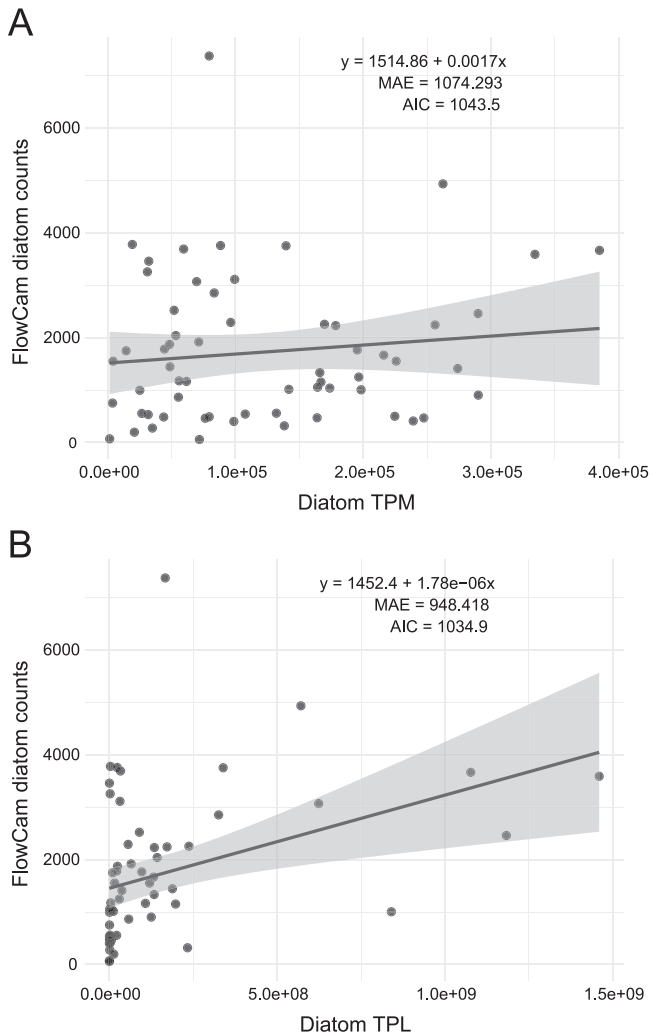 A
y = 1514.86 + 0.0017x
MAE = 1074.293
AIC = 1043.5
FlowCam diatom counts
6000
4000
2000
0
0.0e+00 1.0e+05 2.0e+05 3.0e+05 4.0e+05
Diatom TPM
B
y = 1452.4 + 1.78e−06x
MAE = 948.418
AIC = 1034.9
FlowCam diatom counts
6000
4000
2000
0
0.0e+00 5.0e+08 1.0e+09 1.5e+09
Diatom TPL